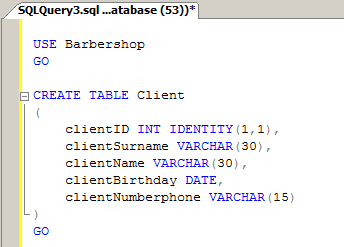 SQLQuery3.sql ...atabase (53))*
USE Barbershop
GO
CREATE TABLE Client
(
clientID INT IDENTITY(1,1),
clientSurname VARCHAR(30),
clientName VARCHAR(30),
clientBirthday DATE,
clientNumberphone VARCHAR(15)
)
GO